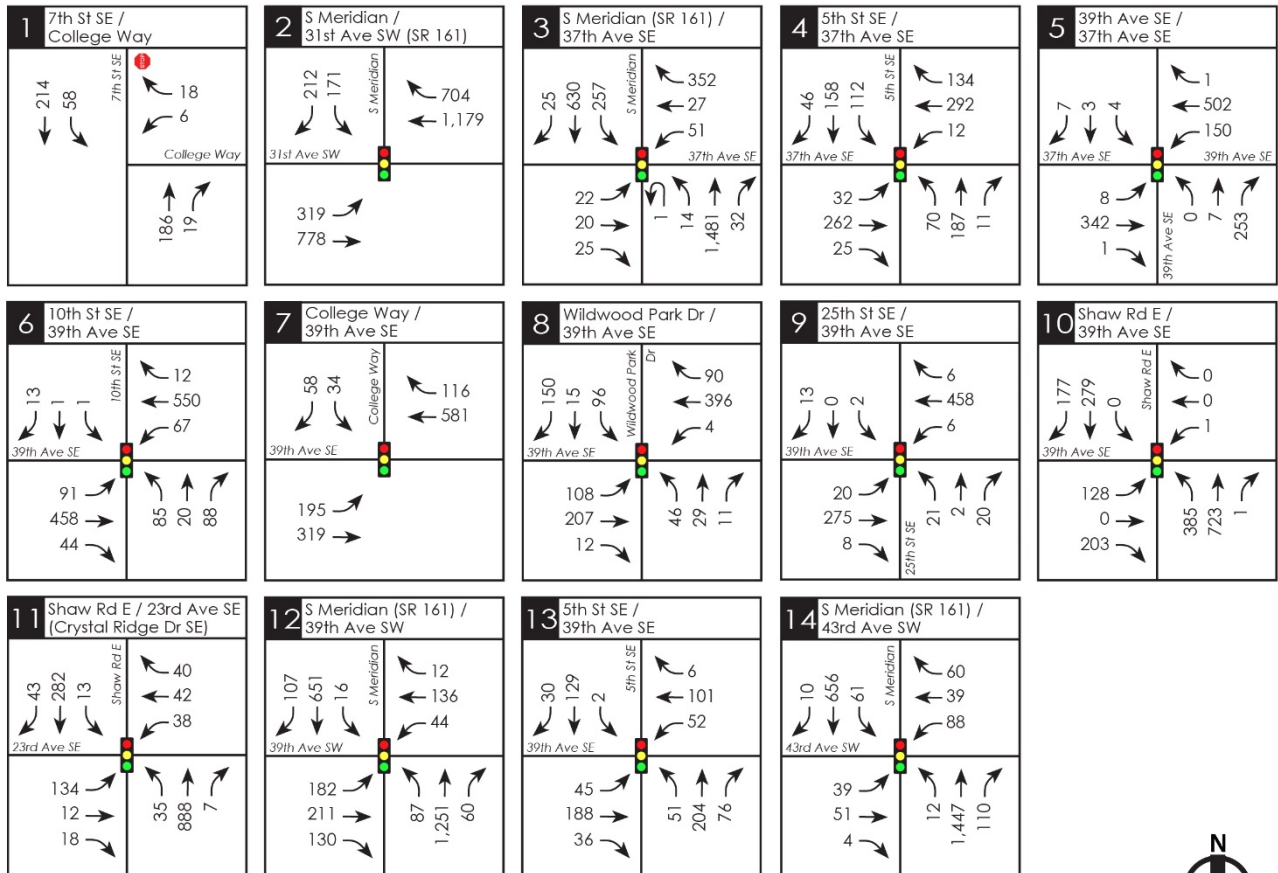 1
7th St SE /
College Way
214
58
7th St SE
STOP
18
6
College Way
186
19
2
S Meridian /
31st Ave SW (SR 161)
212
171
S Meridian
704
1,179
31st Ave SW
319
778
3
S Meridian (SR 161) /
37th Ave SE
25
630
257
S Meridian
352
27
51
37th Ave SE
22
20
25
1
14
1,481
32
4
5th St SE /
37th Ave SE
46
158
112
5th St SE
134
292
12
37th Ave SE
32
262
25
70
187
11
5
39th Ave SE /
37th Ave SE
7
3
4
1
502
150
37th Ave SE
39th Ave SE
8
342
1
39th Ave SE
0
7
253
6
10th St SE /
39th Ave SE
13
1
1
10th St SE
12
550
67
39th Ave SE
91
458
44
85
20
88
7
College Way /
39th Ave SE
58
34
College Way
116
581
39th Ave SE
195
319
8
Wildwood Park Dr /
39th Ave SE
150
15
96
Wildwood Park
Dr
90
396
4
39th Ave SE
108
207
12
46
29
11
9
25th St SE /
39th Ave SE
13
0
2
6
458
6
39th Ave SE
20
275
8
25th St SE
21
2
20
10
Shaw Rd E /
39th Ave SE
177
279
0
Shaw Rd E
0
0
1
39th Ave SE
128
0
203
385
723
1
11
Shaw Rd E / 23rd Ave SE
(Crystal Ridge Dr SE)
43
282
13
Shaw Rd E
40
42
38
23rd Ave SE
134
12
18
35
888
7
12
S Meridian (SR 161) /
39th Ave SW
107
651
16
S Meridian
12
136
44
39th Ave SW
182
211
130
87
1,251
60
13
5th St SE /
39th Ave SE
30
129
2
5th St SE
6
101
52
39th Ave SE
45
188
36
51
204
76
14
S Meridian (SR 161) /
43rd Ave SW
10
656
61
S Meridian
60
39
88
43rd Ave SW
39
51
4
12
1,447
110
N